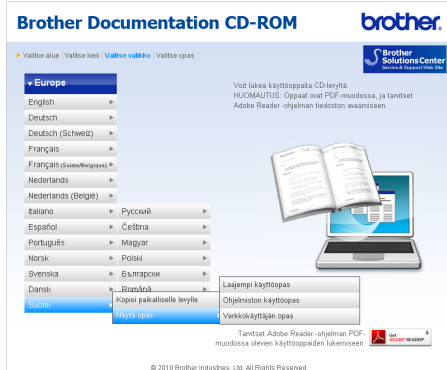 Brother Documentation CD-ROM
brother.
Valitse alue | Valitse kieli | Valitse valikko | Valitse opas
Brother
SolutionsCenter
Service & Support Web Site
Europe
English
Deutsch
Deutsch (Schweiz)
Français
Français (Suisse/Belgique)
Nederlands
Nederlands (België)
Italiano
Español
Português
Norsk
Svenska
Dansk
Suomi
Русский
Čeština
Magyar
Polski
Български
Română
Kopioi paikalliselle levylle
Näytä opas
Laajempi käyttöopas
Ohjelmiston käyttöopas
Verkkokäyttäjän opas
Voit lukea käyttöoppaita CD-levyltä.
HUOMAUTUS: Oppaat ovat PDF-muodossa, ja tarvitset
Adobe Reader -ohjelman tiedoston avaamiseen.
Tarvitset Adobe Reader -ohjelman PDF-
muodossa olevien käyttöoppaiden lukemiseen.
Get
ADOBE® READER®
© 2010 Brother Industries, Ltd. All Rights Reserved.